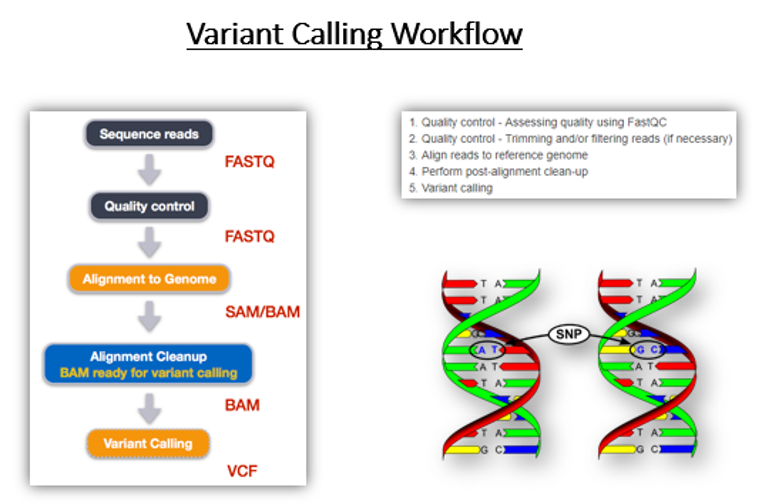 Variant Calling Workflow
Sequence reads
FASTQ
Quality control
FASTQ
Alignment to Genome
SAM/BAM
Alignment Cleanup
BAM ready for variant calling
BAM
Variant Calling
VCF
1. Quality control - Assessing quality using FastQC
2. Quality control - Trimming and/or filtering reads (if necessary)
3. Align reads to reference genome
4. Perform post-alignment clean-up
5. Variant calling
T A
T A
G
A T
A T
T A
T A
G C
SNP
T A
T A
G
G C
A T
T A
T A
G C